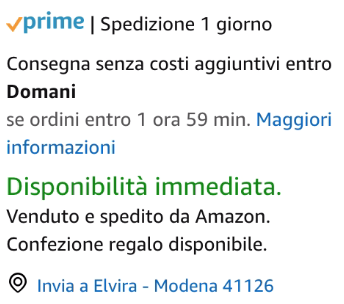 prime | Spedizione 1 giorno
Consegna senza costi aggiuntivi entro
Domani
se ordini entro 1 ora 59 min. Maggiori
informazioni
Disponibilità immediata.
Venduto e spedito da Amazon.
Confezione regalo disponibile.
Invia a Elvira - Modena 41126